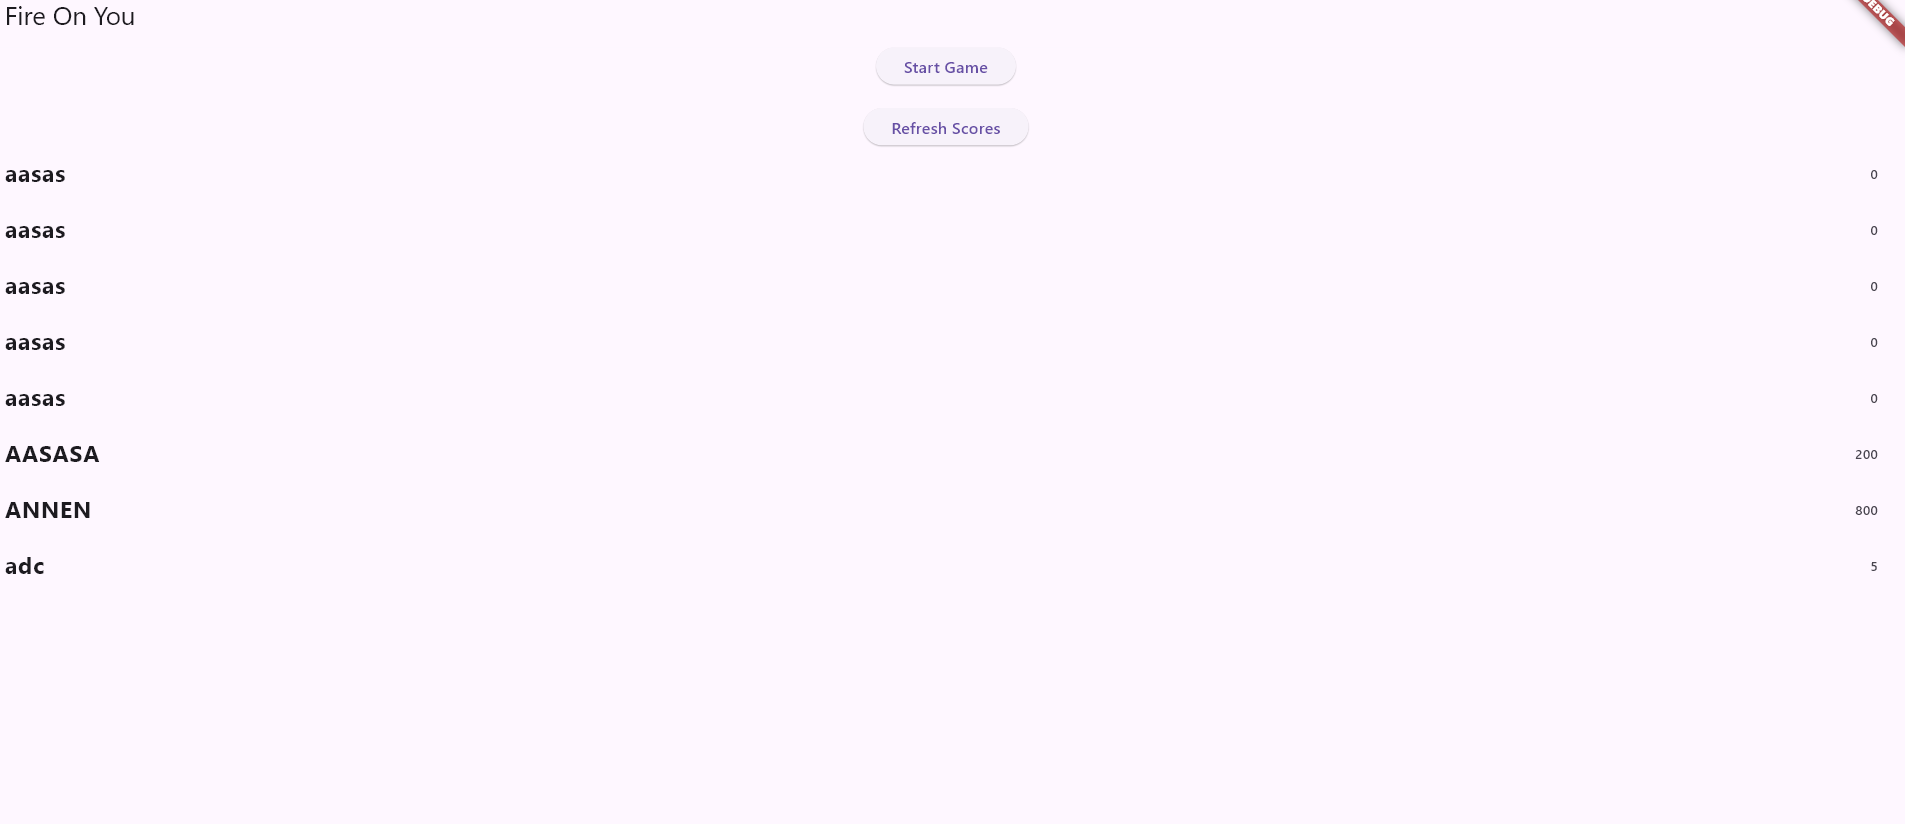 Fire On You
DEBUG
Start Game
Refresh Scores
aasas 0
aasas 0
aasas 0
aasas 0
aasas 0
AASASA 200
ANNEN 800
adc 5